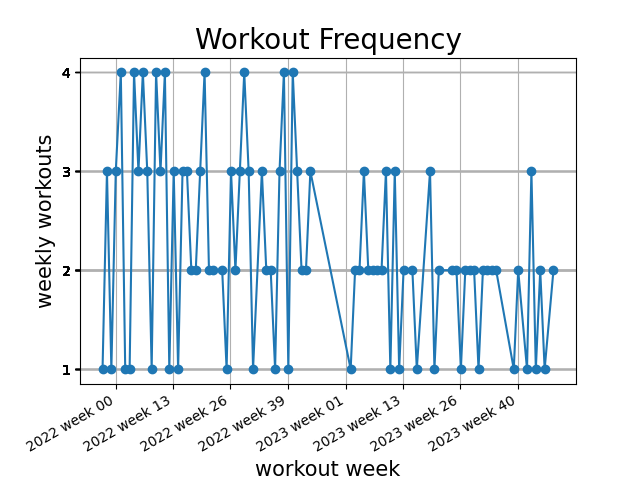 Workout Frequency
weekly workouts
4
3
2
1
2022 week 00
2022 week 13
2022 week 26
2022 week 39
2023 week 01
2023 week 13
2023 week 26
2023 week 40
workout week